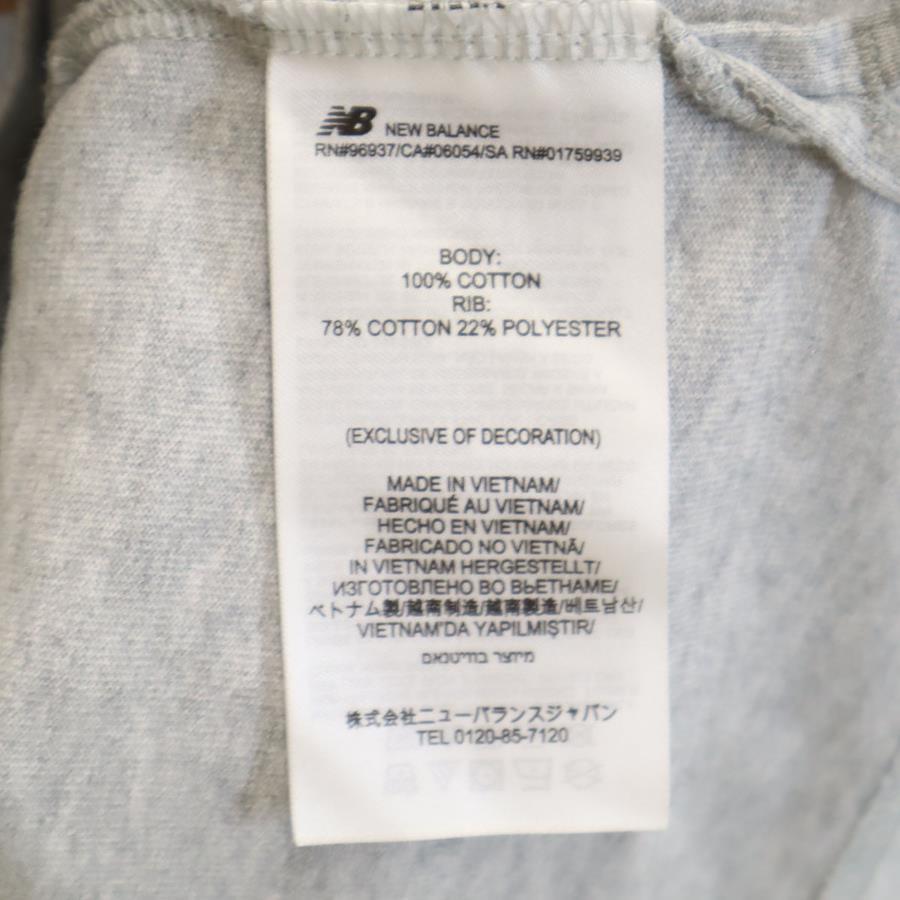 NB NEW BALANCE
RN#96937/CA#06054/SA RN#01759939
BODY:
100% COTTON
RIB:
78% COTTON 22% POLYESTER
(EXCLUSIVE OF DECORATION)
MADE IN VIETNAM/
FABRIQUÉ AU VIETNAM/
HECHO EN VIETNAM/
FABRICADO NO VIETNÃ/
IN VIETNAM HERGESTELLT/
ИЗГОТОВЛЕНО ВО ВЬЕТНАМЕ/
ベトナム製/越南制造/越南製造/베트남산/
VIETNAM'DA YAPILMIŞTIR/
מיוצר בווייטנאם
株式会社ニューバランスジャパン
TEL 0120-85-7120